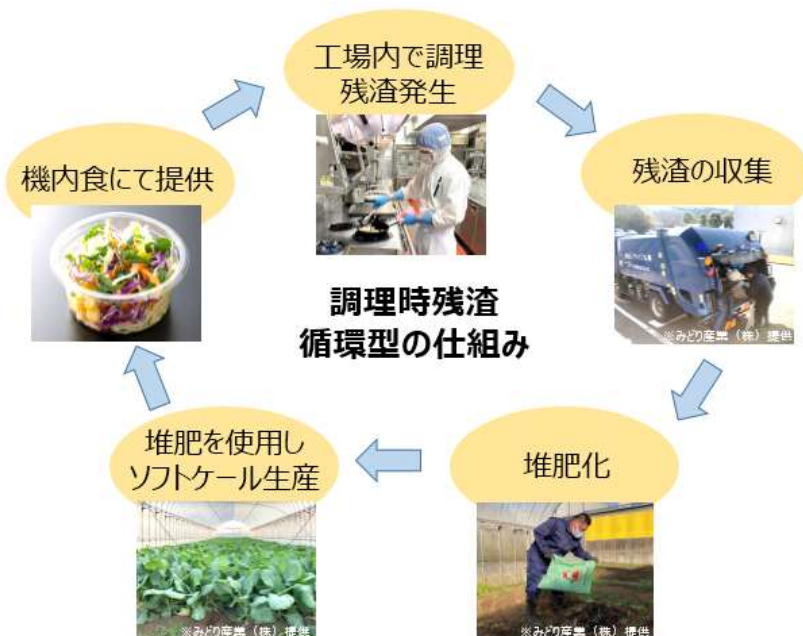 工場内で調理
残渣発生
残渣の収集
※みどり産業（株）提供
堆肥化
※みどり産業（株）提供
堆肥を使用し
ソフトケール生産
※みどり産業（株）提供
機内食にて提供
調理時残渣
循環型の仕組み